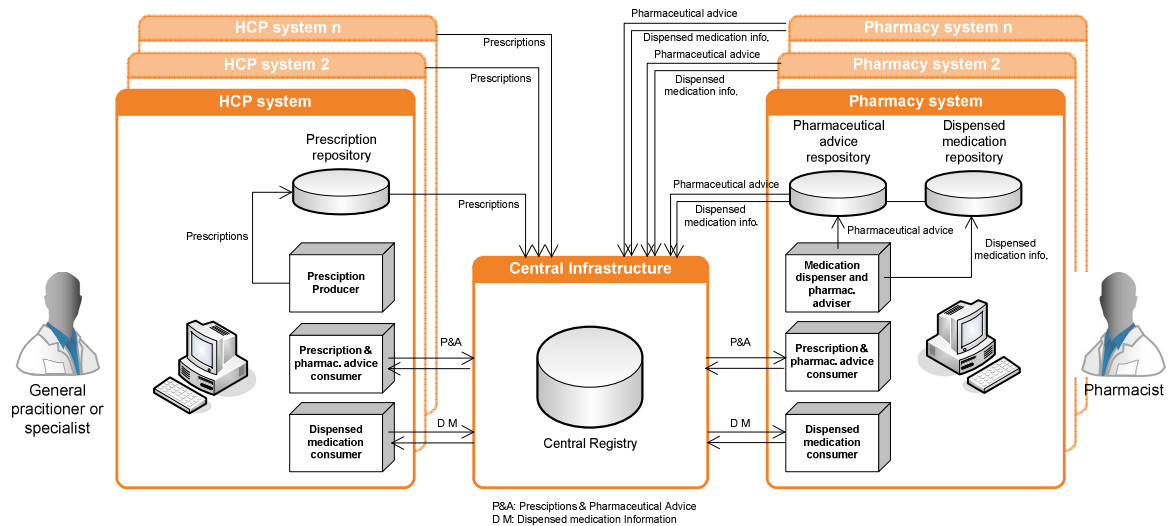 HCP system n
HCP system 2
HCP system
Prescription
repository
Prescriptions
Presciption
Producer
Prescription &
pharmac. advice
consumer
Dispensed
medication
consumer
General
pracitioner or
specialist
Prescriptions
Prescriptions
Prescriptions
P&A
D M
Central Infrastructure
Central Registry
Pharmaceutical advice
Dispensed medication info.
Pharmaceutical advice
Dispensed
medication info.
Pharmaceutical advice
Dispensed
medication info.
P&A
D M
Pharmacy system n
Pharmacy system 2
Pharmacy system
Pharmaceutical
advice
respository
Dispensed
medication
repository
Pharmaceutical advice
Dispensed
medication info.
Medication
dispenser and
pharmac.
adviser
Prescription &
pharmac. advice
consumer
Dispensed
medication
consumer
Pharmacist
P&A: Presciptions & Pharmaceutical Advice
D M: Dispensed medication Information